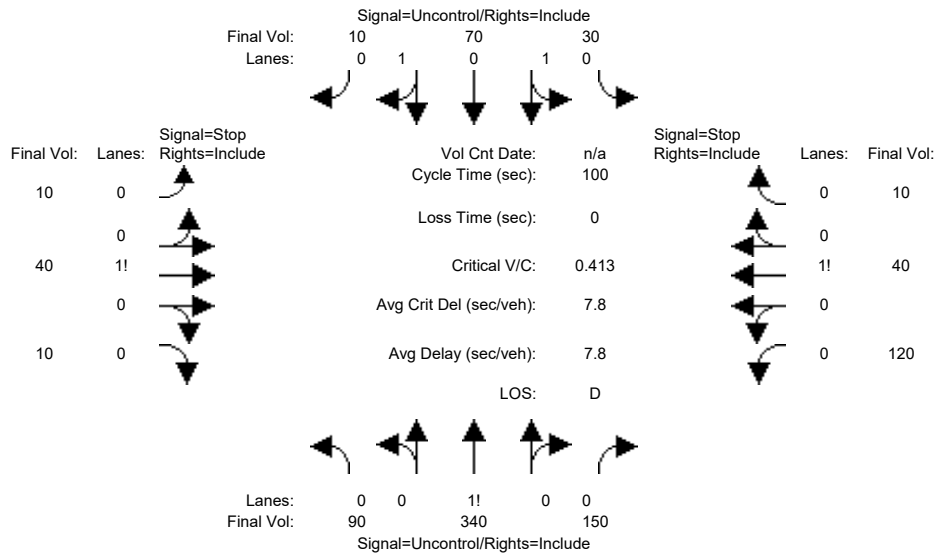 Signal=Uncontrol/Rights=Include
Final Vol: 10 70 30
Lanes: 0 1 0 1 0
Signal=Stop
Final Vol: Lanes: Rights=Include
Vol Cnt Date: n/a
Signal=Stop
Rights=Include Lanes: Final Vol:
Cycle Time (sec): 100
10 0
0 10
Loss Time (sec): 0
0
0
40 1!
Critical V/C: 0.413
1! 40
0
Avg Crit Del (sec/veh): 7.8
0
10 0
Avg Delay (sec/veh): 7.8
0 120
LOS: D
Lanes: 0 0 1! 0 0
Final Vol: 90 340 150
Signal=Uncontrol/Rights=Include